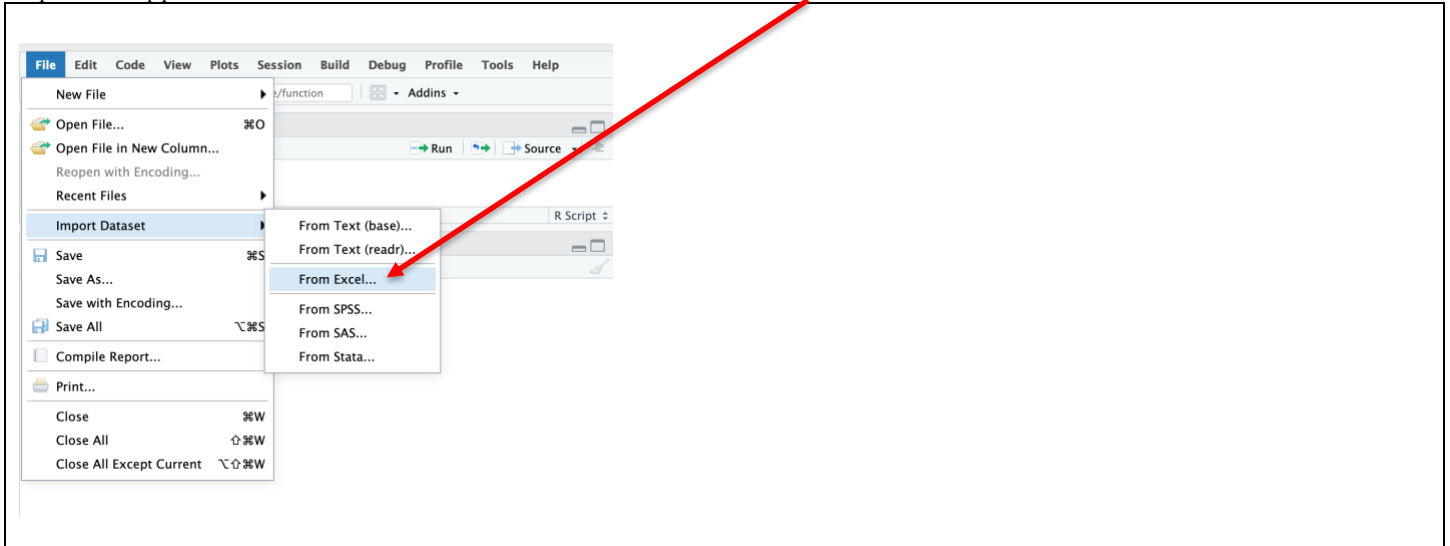 File Edit Code View Plots Session Build Debug Profile Tools Help
New File
e/function
Addins
Open File... ⌘O
Open File in New Column...
Run
Source
Reopen with Encoding...
Recent Files
Import Dataset
From Text (base)...
R Script
From Text (readr)...
Save ⌘S
Save As...
From Excel...
Save with Encoding...
From SPSS...
Save All ⌥⌘S
From SAS...
Compile Report...
From Stata...
Print...
Close ⌘W
Close All ⇧⌘W
Close All Except Current ⌥⇧⌘W